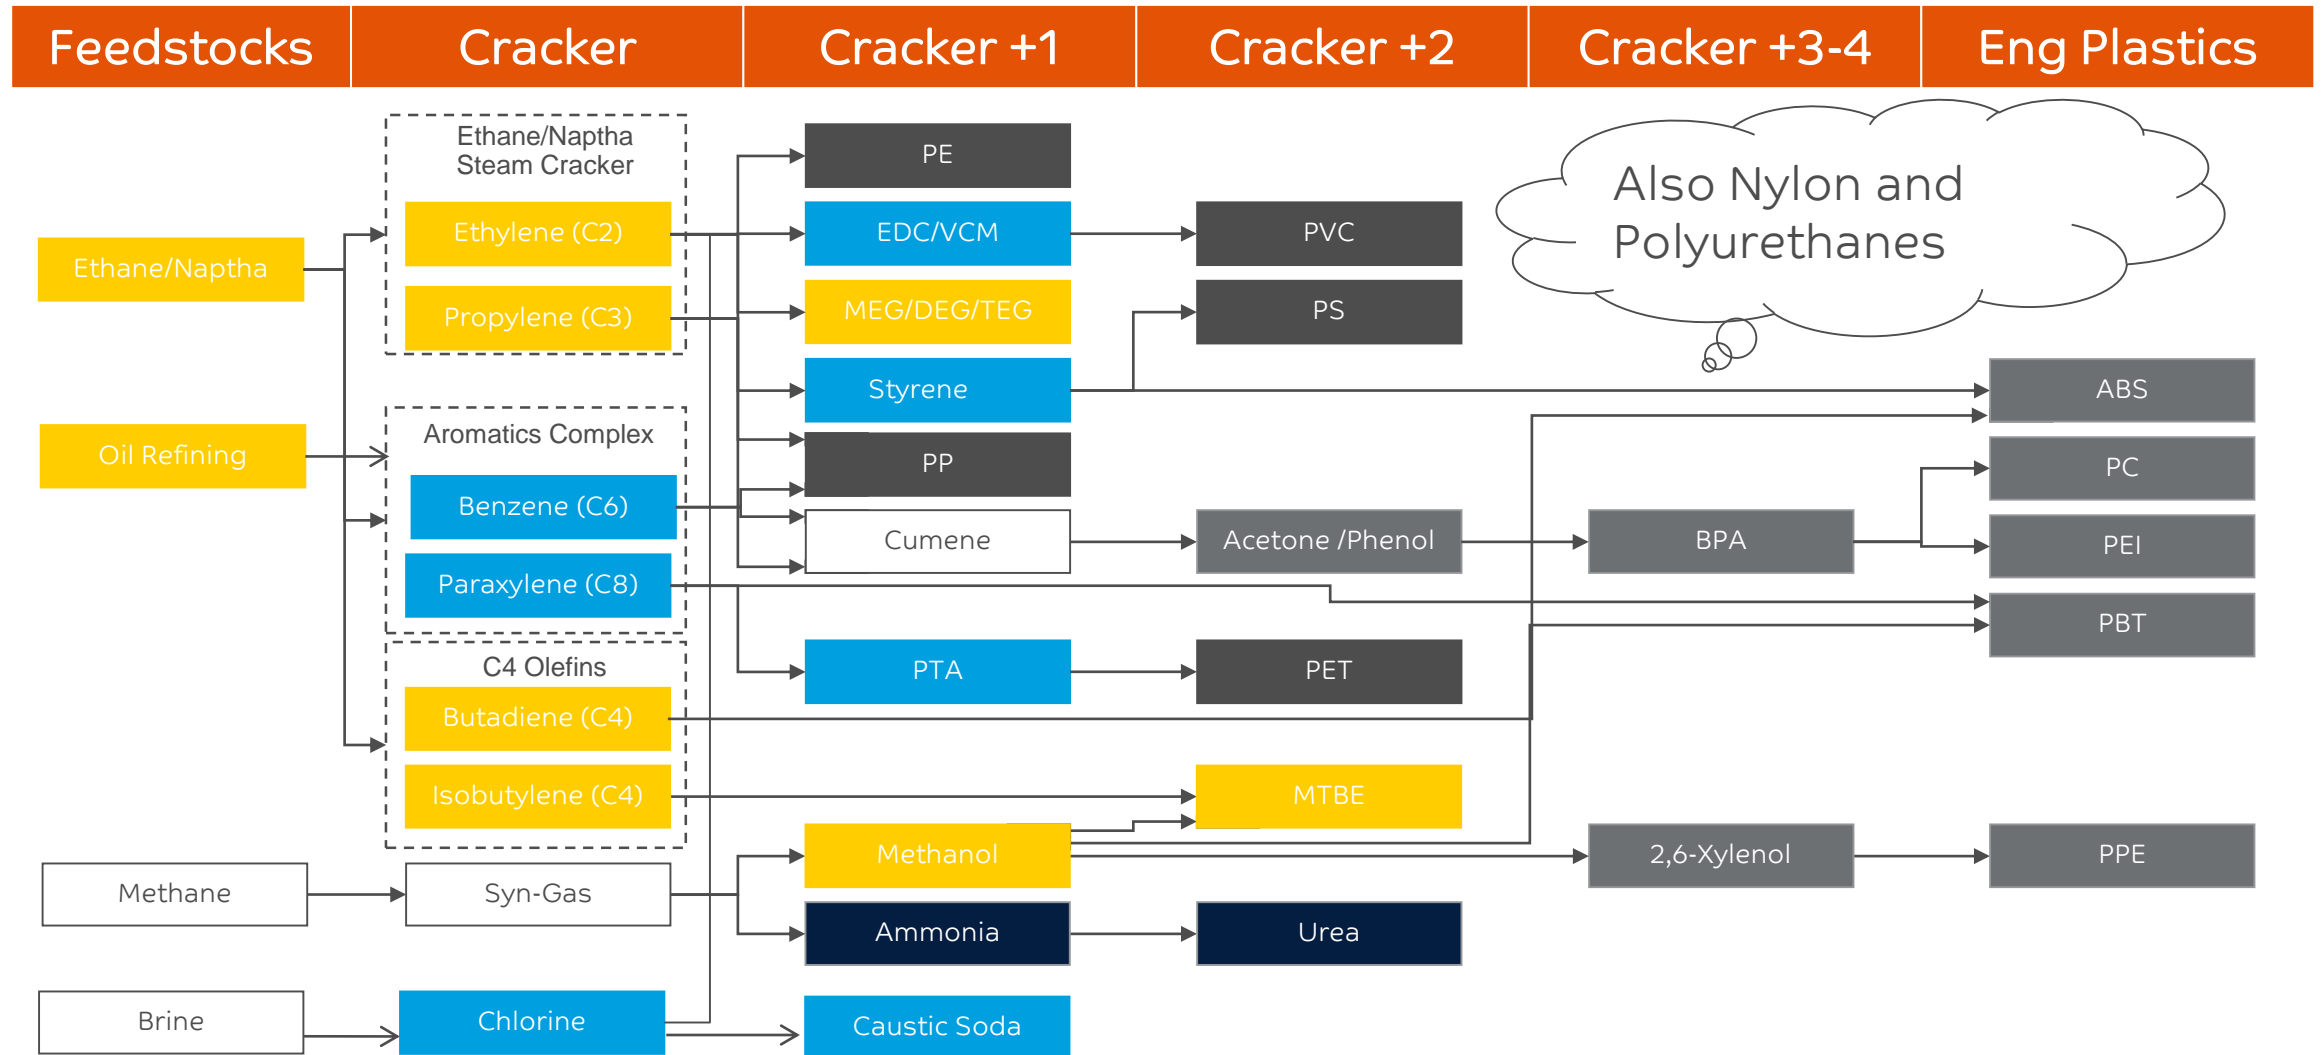 Feedstocks
Cracker
Cracker +1
Cracker +2
Cracker +3-4
Eng Plastics
Ethane/Naptha
Oil Refining
Methane
Brine
Ethane/Naptha
Steam Cracker
Ethylene (C2)
Propylene (C3)
Aromatics Complex
Benzene (C6)
Paraxylene (C8)
C4 Olefins
Butadiene (C4)
Isobutylene (C4)
Syn-Gas
Chlorine
PE
EDC/VCM
MEG/DEG/TEG
Styrene
PP
Cumene
PTA
Methanol
Ammonia
Caustic Soda
PVC
PS
Acetone /Phenol
PET
MTBE
Urea
BPA
2,6-Xylenol
Also Nylon and
Polyurethanes
ABS
PC
PEI
PBT
PPE